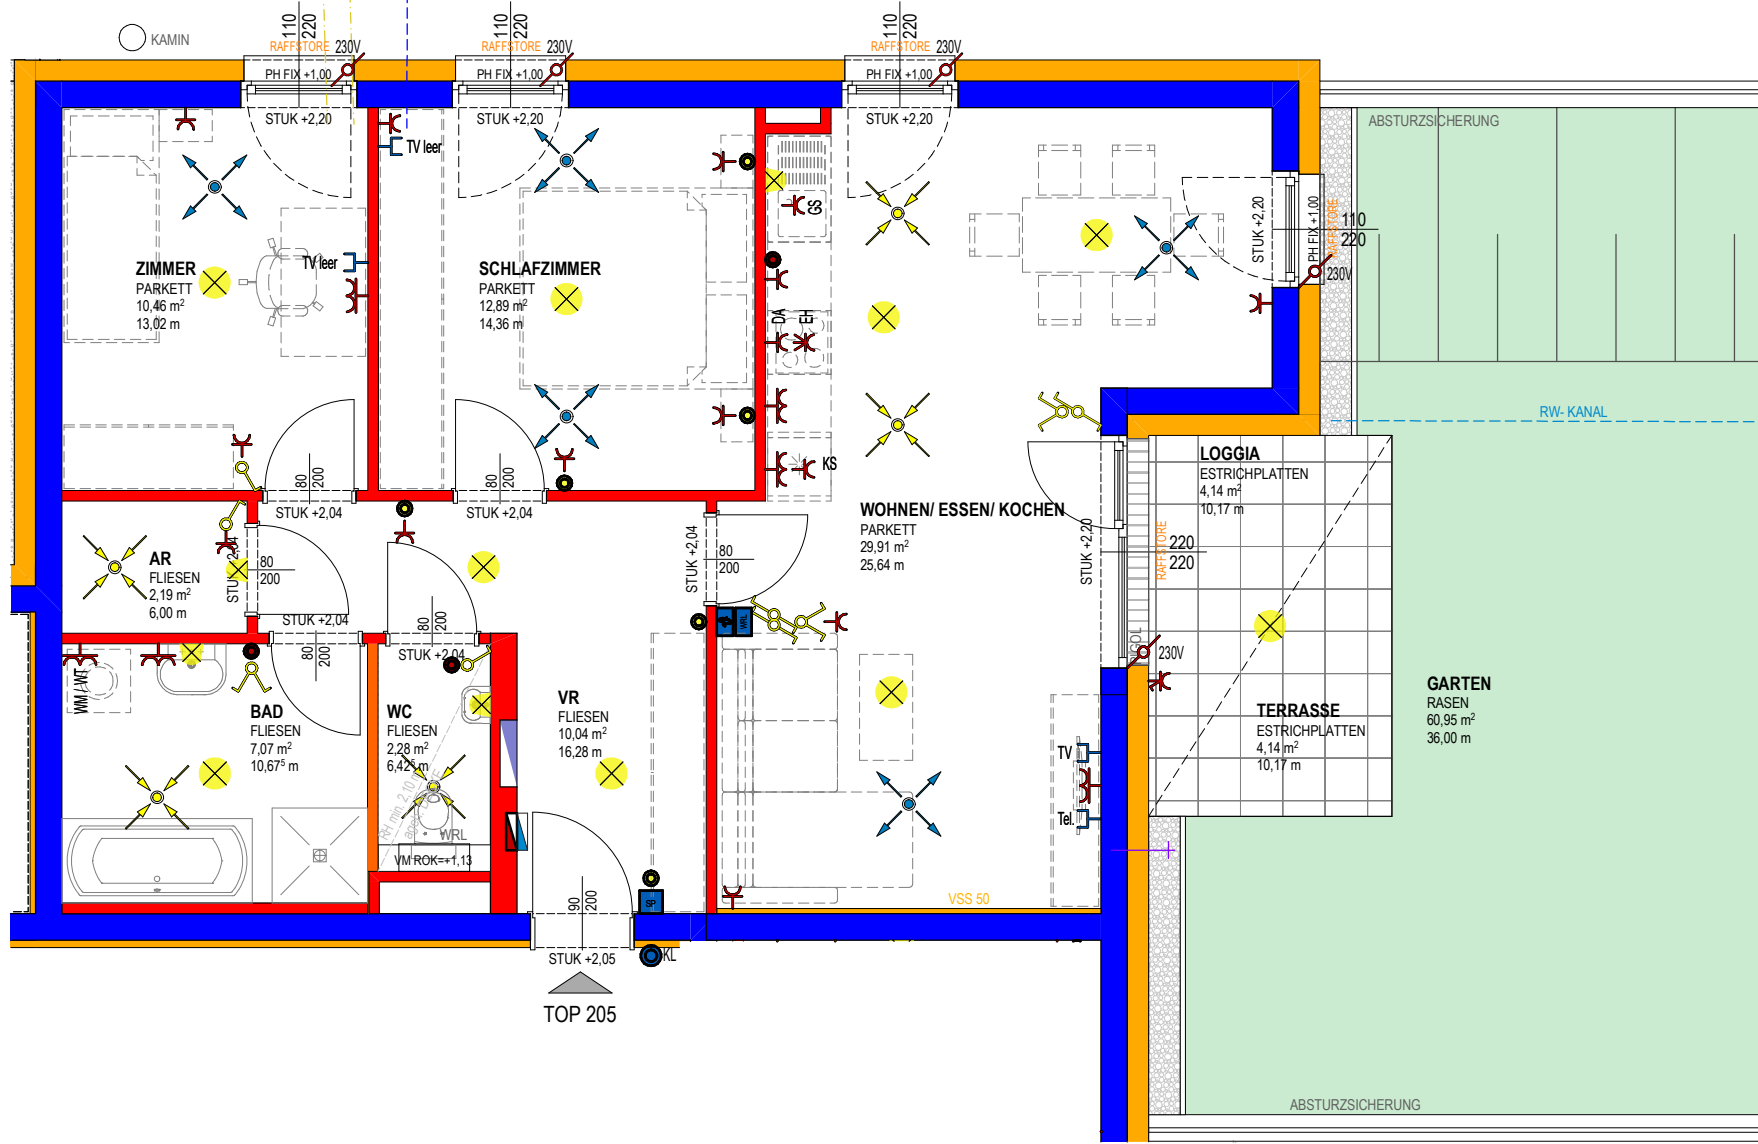 110
220
110
220
110
220
KAMIN
RAFFSTORE
230V
RAFFSTORE
230V
RAFFSTORE
230V
PH FIX +1,00
PH FIX +1,00
PH FIX +1,00
STUK +2,20
STUK +2,20
STUK +2,20
ABSTURZSICHERUNG
TV leer
GS
STUK +2,20
PH FIX +1,00
RAFFSTORE
110
220
230V
ZIMMER
PARKETT
10,46 m²
13,02 m
TV leer
SCHLAFZIMMER
PARKETT
12,89 m²
14,36 m
DA
EH
RW- KANAL
KS
80
200
80
200
STUK +2,04
STUK +2,04
LOGGIA
ESTRICHPLATTEN
4,14 m²
10,17 m
WOHNEN/ ESSEN/ KOCHEN
PARKETT
29,91 m²
25,64 m
STUK +2,20
RAFFSTORE
220
220
AR
FLIESEN
2,19 m²
6,00 m
STUK +2,04
80
200
STUK +2,04
80
200
STUK +2,04
80
200
80
200
STUK +2,04
WRL
RIGOL
230V
WM / WT
BAD
FLIESEN
7,07 m²
10,67⁵ m
WC
FLIESEN
2,28 m²
6,42⁵ m
VR
FLIESEN
10,04 m²
16,28 m
TERRASSE
ESTRICHPLATTEN
4,14 m²
10,17 m
GARTEN
RASEN
60,95 m²
36,00 m
TV
Tel.
RH min. 2,10 m
WRL
VM ROK=+1,13
90
200
SP
VSS 50
KL
STUK +2,05
TOP 205
ABSTURZSICHERUNG